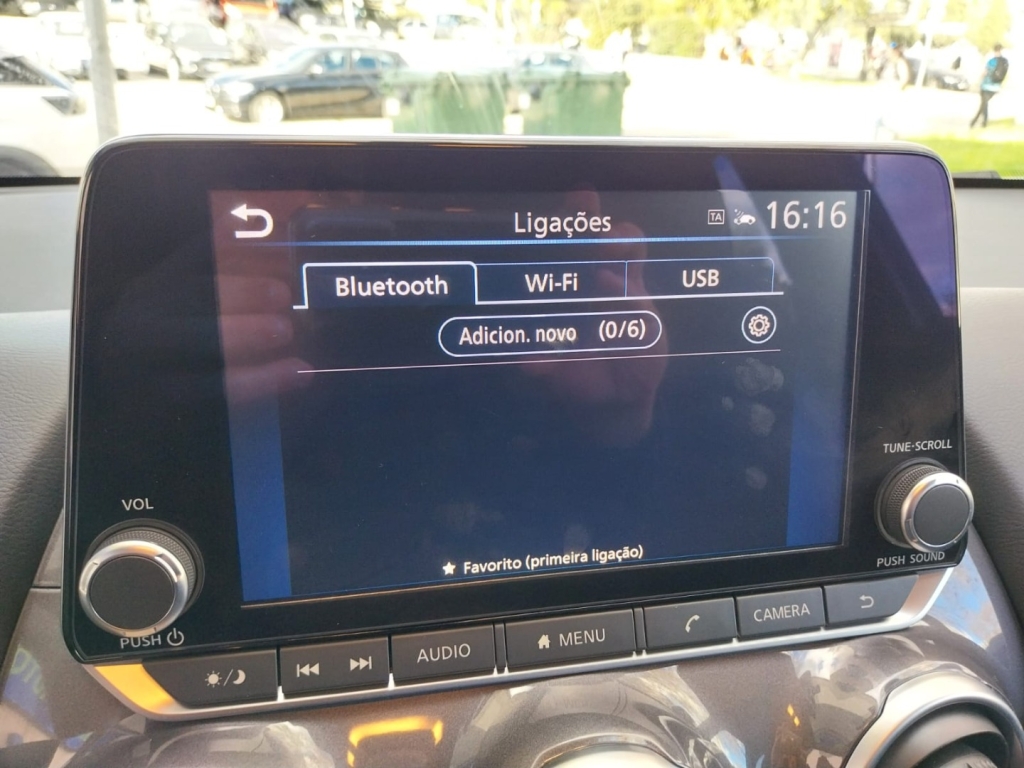 Ligações
TA 16:16
Bluetooth Wi-Fi USB
Adicion. novo (0/6)
★ Favorito (primeira ligação)
VOL
PUSH
TUNE·SCROLL
PUSH SOUND
AUDIO MENU CAMERA